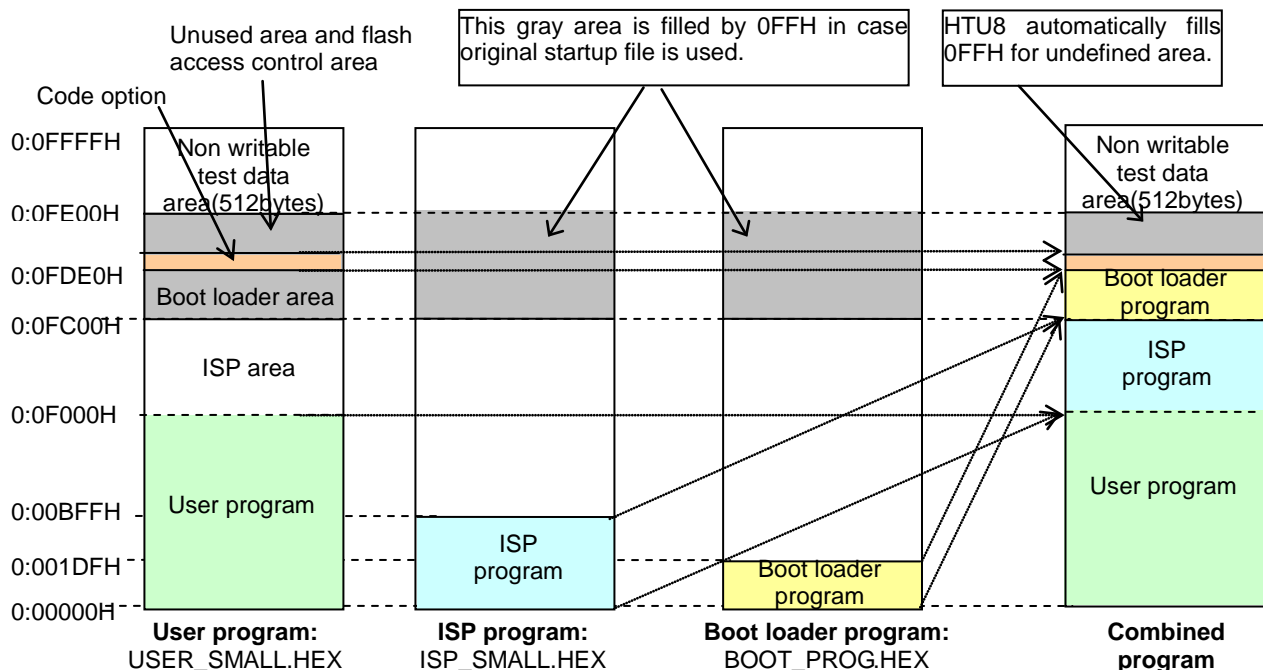 Unused area and flash
access control area
This gray area is filled by 0FFH in case
original startup file is used.
HTU8 automatically fills
0FFH for undefined area.
Code option
0:0FFFFH
0:0FE00H
0:0FDE0H
0:0FC00H
0:0F000H
0:00BFFH
0:001DFH
0:00000H
Non writable
test data
area(512bytes)
Boot loader area
ISP area
User program
ISP
program
Boot loader
program
Non writable
test data
area(512bytes)
Boot loader
program
ISP
program
User program
User program:
USER_SMALL.HEX
ISP program:
ISP_SMALL.HEX
Boot loader program:
BOOT_PROG.HEX
Combined
program